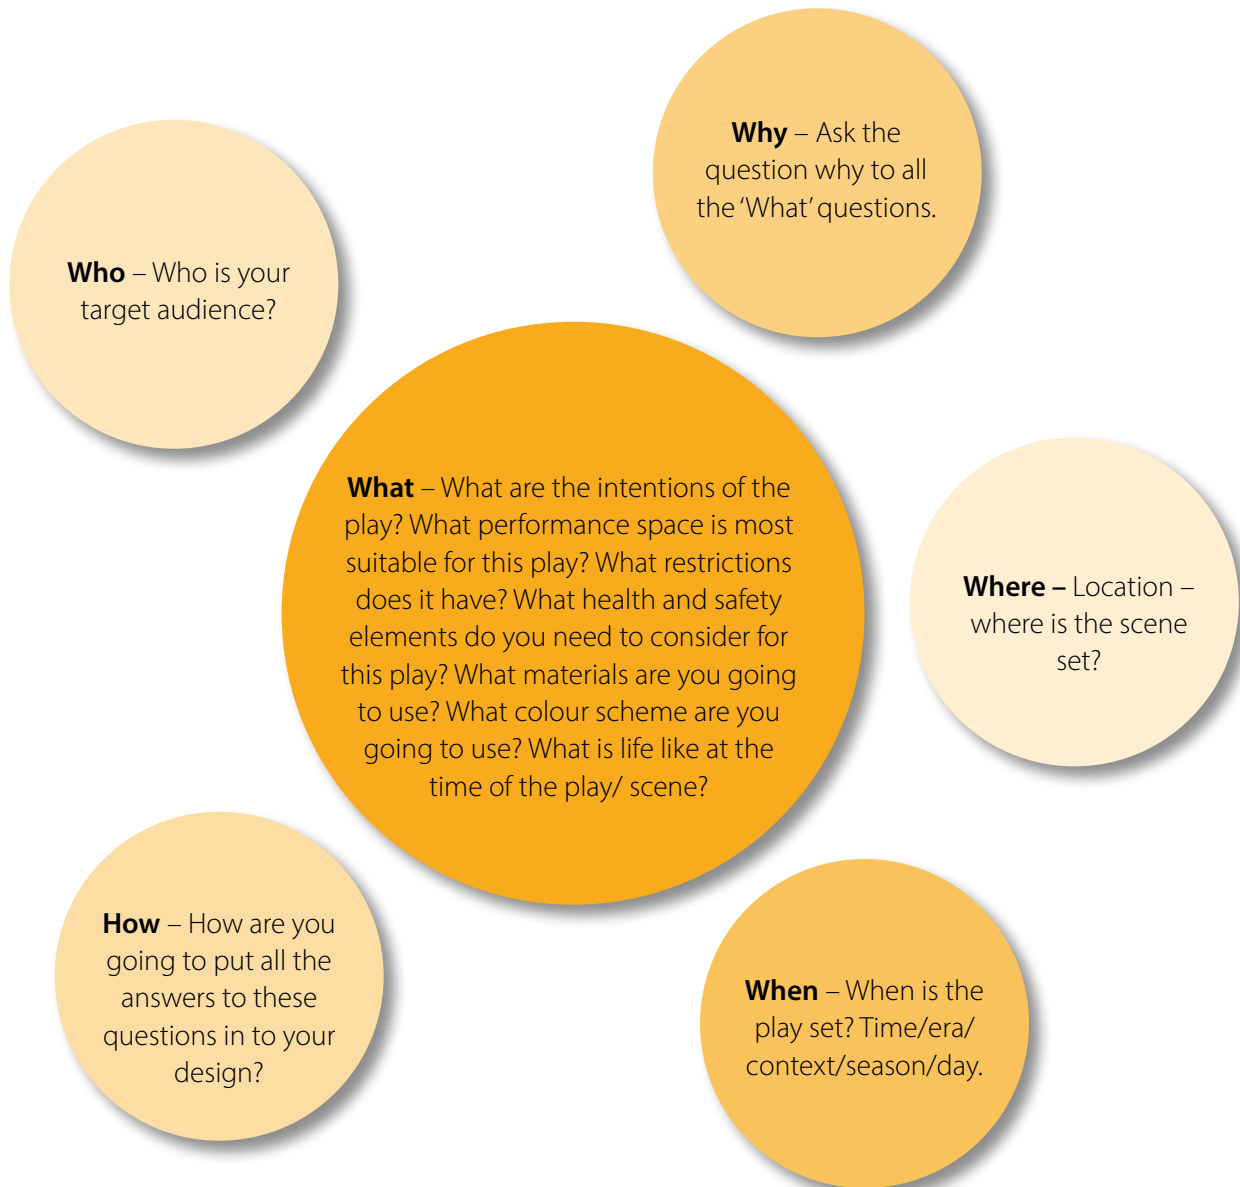 Why – Ask the
question why to all
the ‘What’ questions.
Who – Who is your
target audience?
What – What are the intentions of the
play? What performance space is most
suitable for this play? What restrictions
does it have? What health and safety
elements do you need to consider for
this play? What materials are you going
to use? What colour scheme are you
going to use? What is life like at the
time of the play/ scene?
Where – Location –
where is the scene
set?
How – How are you
going to put all the
answers to these
questions in to your
design?
When – When is the
play set? Time/era/
context/season/day.